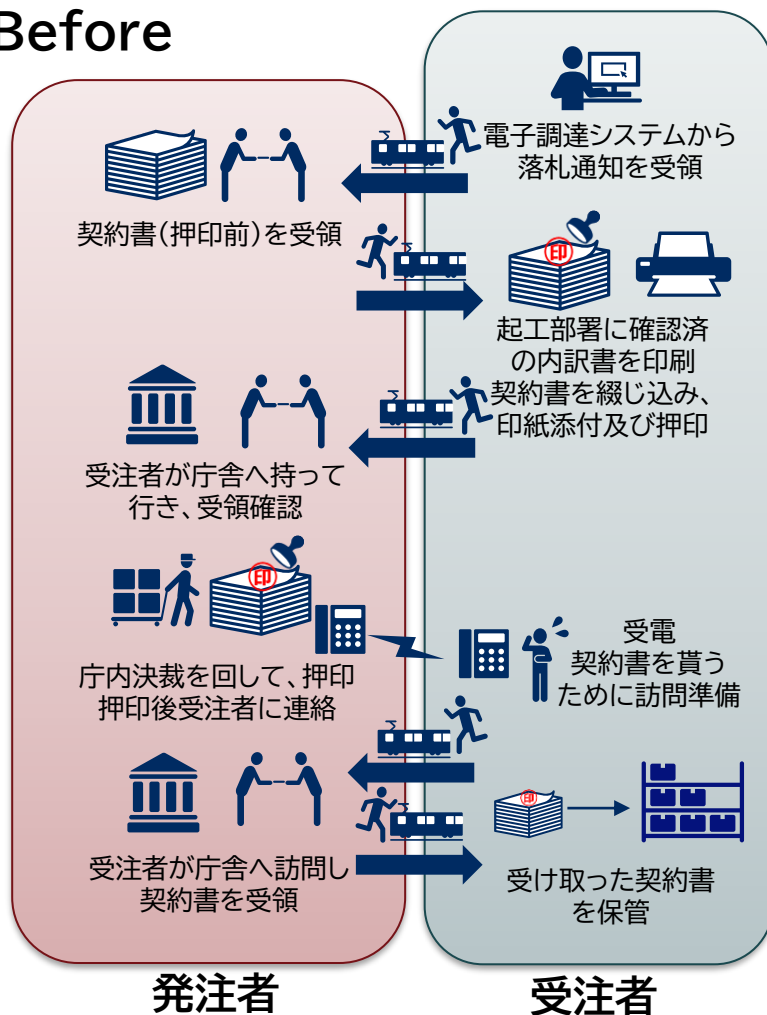 Before
電子調達システムから
落札通知を受領
契約書(押印前)を受領
印
起工部署に確認済
の内訳書を印刷
契約書を綴じ込み、
印紙添付及び押印
受注者が庁舎へ持って
行き、受領確認
印
庁内決裁を回して、押印
押印後受注者に連絡
受電
契約書を貰う
ために訪問準備
受注者が庁舎へ訪問し
契約書を受領
印
受け取った契約書
を保管
発注者
受注者